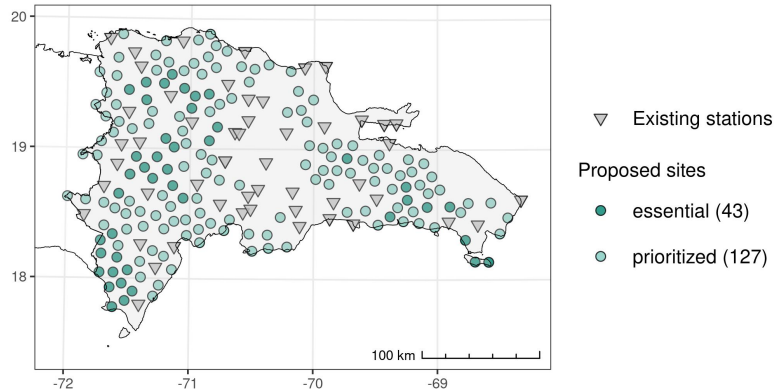 20
19
18
-72
-71
-70
-69
100 km
Existing stations
Proposed sites
essential (43)
prioritized (127)